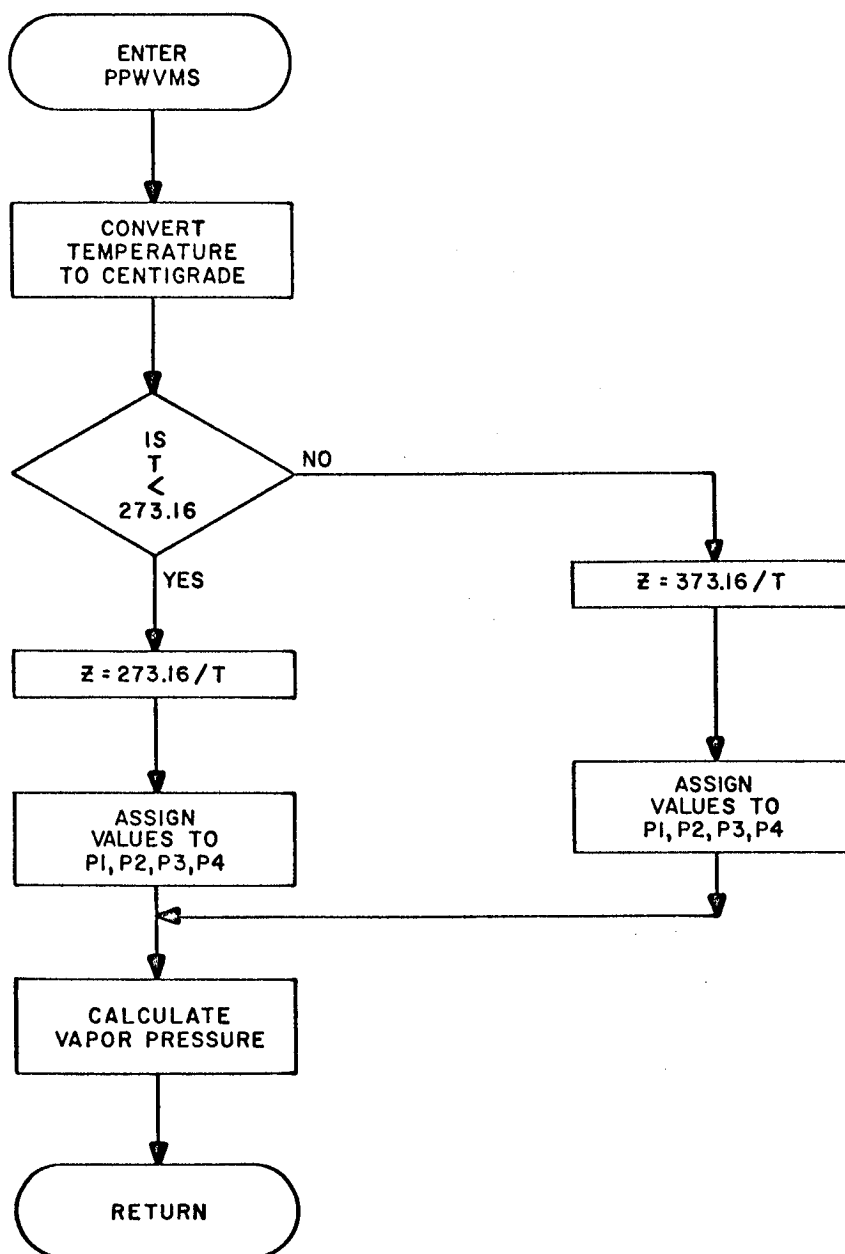 ENTER
PPWVMS
CONVERT
TEMPERATURE
TO CENTIGRADE
IS
T
<
273.16
NO
YES
Z = 373.16 / T
Z = 273.16 / T
ASSIGN
VALUES TO
P1, P2, P3, P4
ASSIGN
VALUES TO
P1, P2, P3, P4
CALCULATE
VAPOR PRESSURE
RETURN